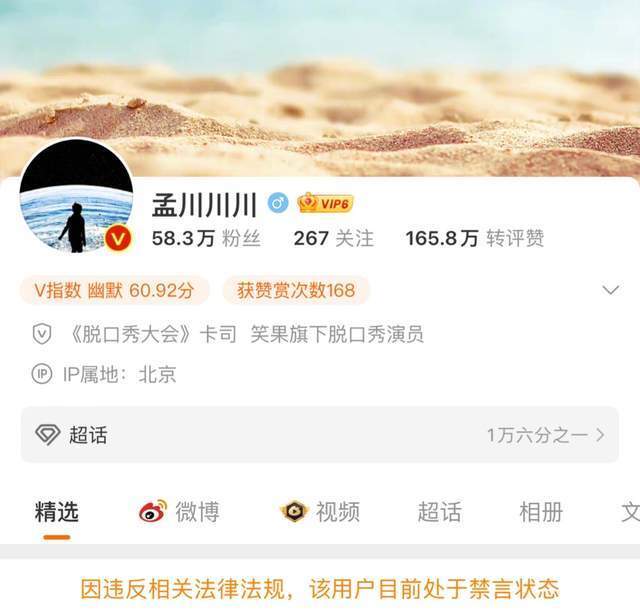 孟川川川 VIP6
58.3万 粉丝 267 关注 165.8万 转评赞
V指数 幽默 60.92分 获赞赏次数168
《脱口秀大会》卡司 笑果旗下脱口秀演员
IP IP属地：北京
超话 1万六分之一
精选 微博 视频 超话 相册 文
因违反相关法律法规，该用户目前处于禁言状态